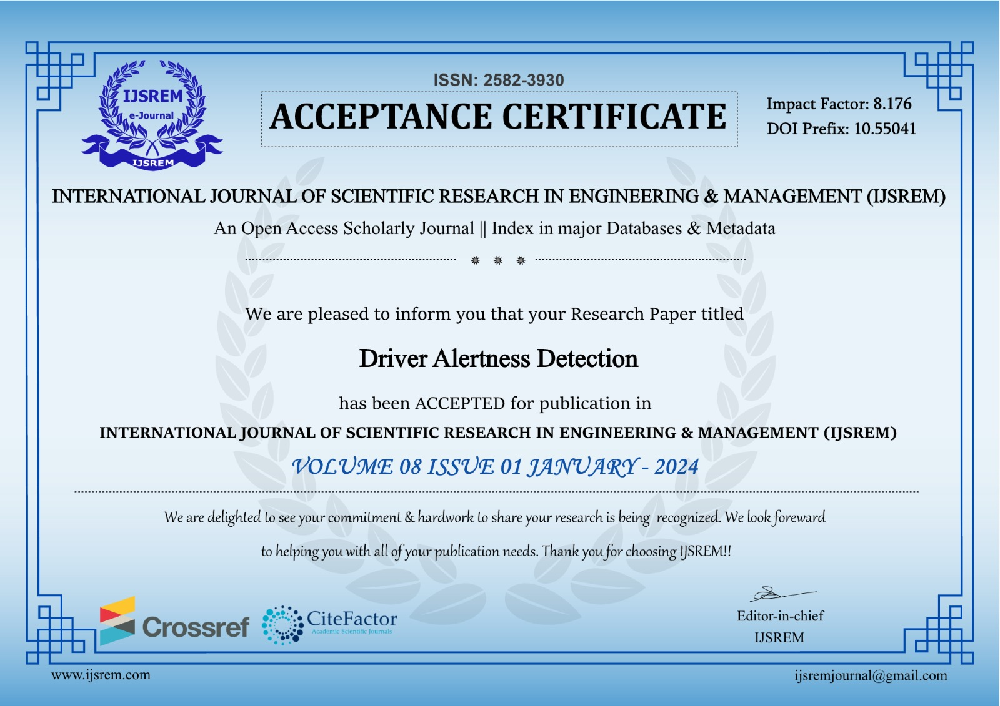 ISSN: 2582-3930
IJSREM
e-Journal
IJSREM
ACCEPTANCE CERTIFICATE
Impact Factor: 8.176
DOI Prefix: 10.55041
INTERNATIONAL JOURNAL OF SCIENTIFIC RESEARCH IN ENGINEERING & MANAGEMENT (IJSREM)
An Open Access Scholarly Journal || Index in major Databases & Metadata
We are pleased to inform you that your Research Paper titled
Driver Alertness Detection
has been ACCEPTED for publication in
INTERNATIONAL JOURNAL OF SCIENTIFIC RESEARCH IN ENGINEERING & MANAGEMENT (IJSREM)
VOLUME 08 ISSUE 01 JANUARY - 2024
We are delighted to see your commitment & hardwork to share your research is being recognized. We look foreward
to helping you with all of your publication needs. Thank you for choosing IJSREM!!
Crossref
CiteFactor
Academic Scientific Journals
Editor-in-chief
IJSREM
www.ijsrem.com
ijsremjournal@gmail.com